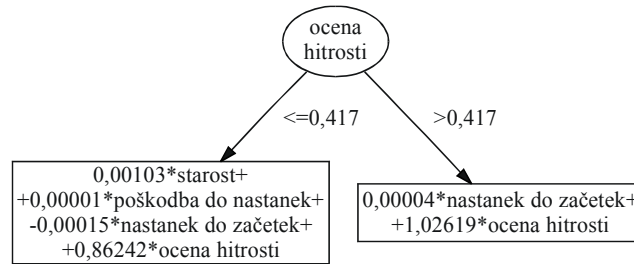 ocena
hitrosti
<=0,417
>0,417
0,00103*starost+
+0,00001*poškodba do nastanek+
-0,00015*nastanek do začetek+
+0,86242*ocena hitrosti
0,00004*nastanek do začetek+
+1,02619*ocena hitrosti